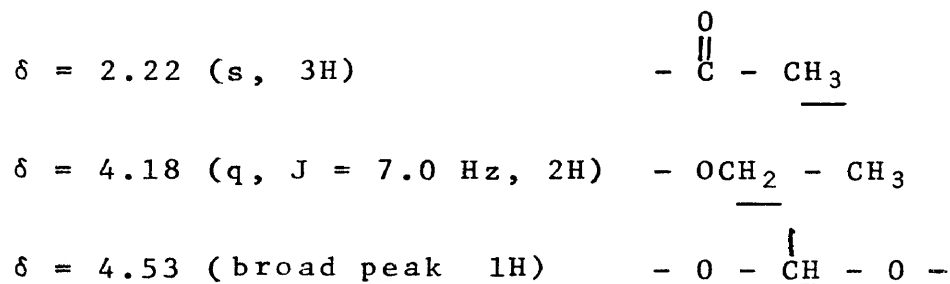 O
δ = 2.22 (s, 3H) - C - CH3
δ = 4.18 (q, J = 7.0 Hz, 2H) - OCH2 - CH3
δ = 4.53 (broad peak 1H) - O - CH - O -